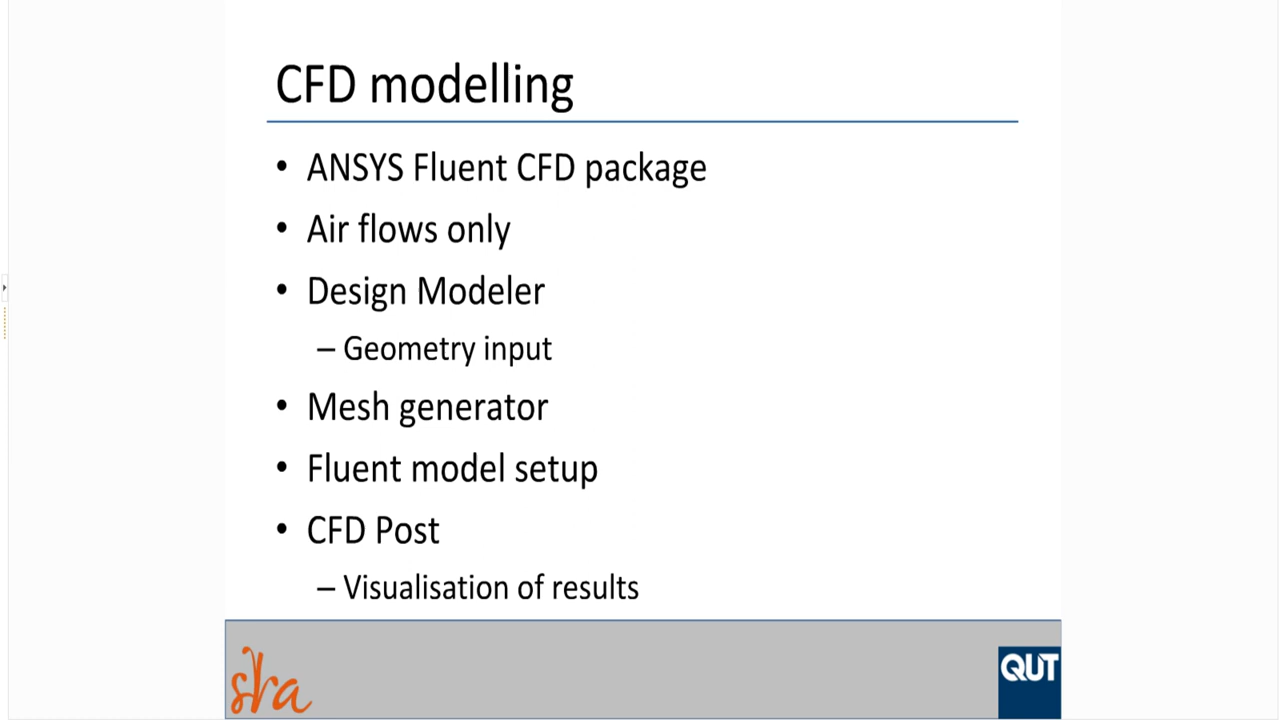 CFD modelling
• ANSYS Fluent CFD package
• Air flows only
• Design Modeler
– Geometry input
• Mesh generator
• Fluent model setup
• CFD Post
– Visualisation of results
sra
QUT